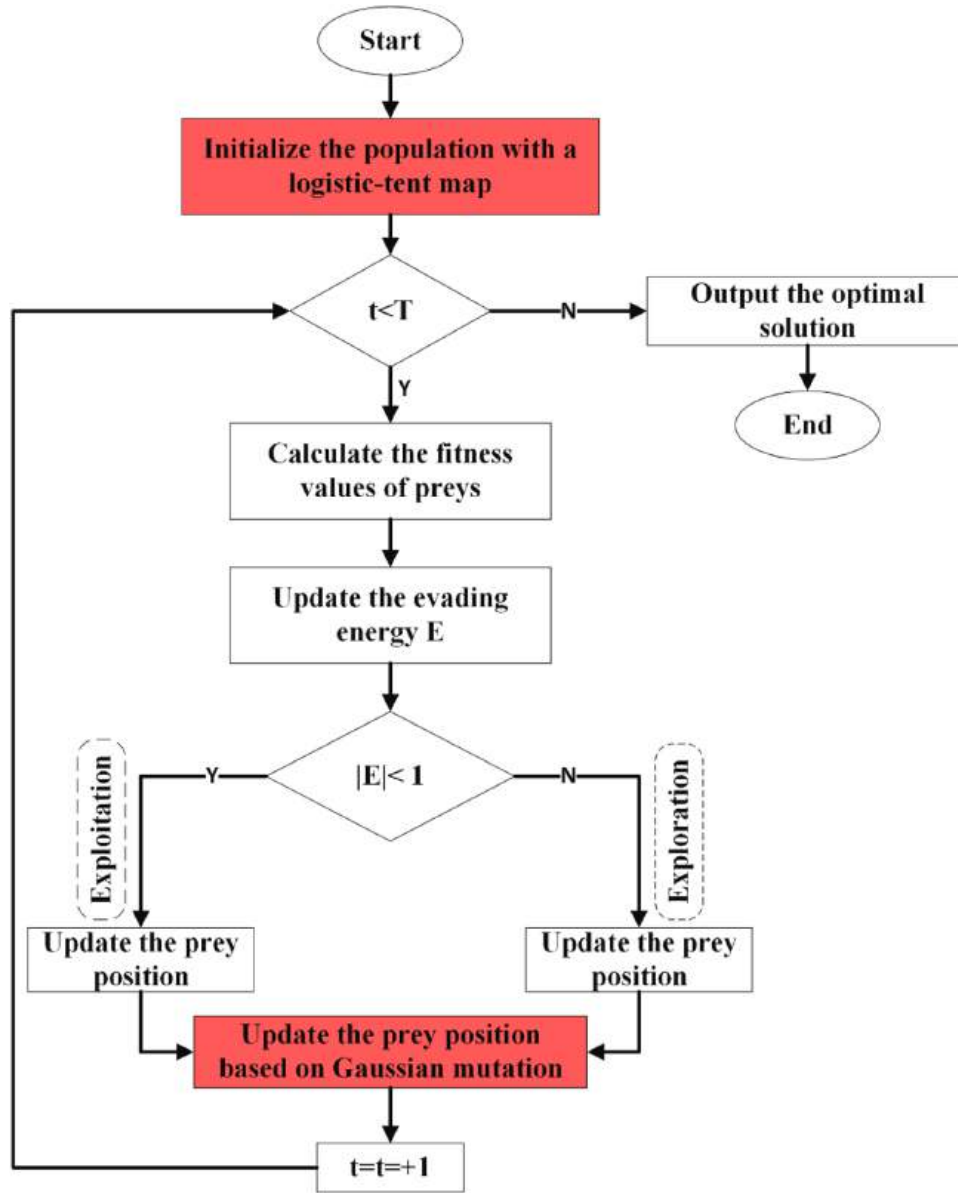 Start
Initialize the population with a
logistic-tent map
t<T
N
Output the optimal
solution
Y
End
Calculate the fitness
values of preys
Update the evading
energy E
|E|< 1
Y
N
Exploitation
Exploration
Update the prey
position
Update the prey
position
Update the prey position
based on Gaussian mutation
t=t=+1